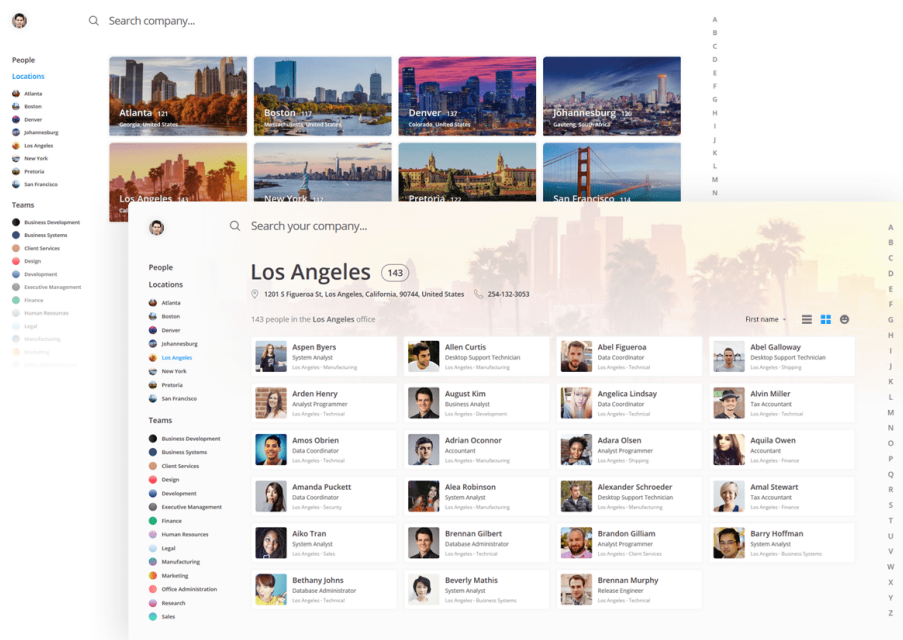 Search company...
People
Locations
Atlanta
Boston
Denver
Johannesburg
Los Angeles
New York
Pretoria
San Francisco
Teams
Business Development
Business Systems
Client Services
Design
Development
Executive Management
Finance
Human Resources
Legal
Manufacturing
Marketing
Atlanta 121
Georgia, United States
Boston 117
Massachusetts, United States
Denver 137
Colorado, United States
Johannesburg 120
Gauteng, South Africa
Los Angeles 143
New York 132
Pretoria 122
San Francisco 114
A
B
C
D
E
F
G
H
I
J
K
L
M
N
Search your company...
People
Locations
Atlanta
Boston
Denver
Johannesburg
Los Angeles
New York
Pretoria
San Francisco
Teams
Business Development
Business Systems
Client Services
Design
Development
Executive Management
Finance
Human Resources
Legal
Manufacturing
Marketing
Office Administration
Research
Sales
Los Angeles 143
1201 S Figueroa St, Los Angeles, California, 90744, United States 254-132-3053
143 people in the Los Angeles office
First name
Aspen Byers
System Analyst
Los Angeles - Manufacturing
Allen Curtis
Desktop Support Technician
Los Angeles - Manufacturing
Abel Figueroa
Data Coordinator
Los Angeles - Technical
Abel Galloway
Desktop Support Technician
Los Angeles - Shipping
Arden Henry
Analyst Programmer
Los Angeles - Technical
August Kim
Business Analyst
Los Angeles - Development
Angelica Lindsay
Data Coordinator
Los Angeles - Technical
Alvin Miller
Tax Accountant
Los Angeles - Technical
Amos Obrien
Data Coordinator
Los Angeles - Technical
Adrian Oconnor
Accountant
Los Angeles - Manufacturing
Adara Olsen
Analyst Programmer
Los Angeles - Shipping
Aquila Owen
Accountant
Los Angeles - Finance
Amanda Puckett
Data Coordinator
Los Angeles - Security
Alea Robinson
System Analyst
Los Angeles - Manufacturing
Alexander Schroeder
Desktop Support Technician
Los Angeles - Manufacturing
Amal Stewart
Tax Accountant
Los Angeles - Finance
Aiko Tran
System Analyst
Los Angeles - Sales
Brennan Gilbert
Database Administrator
Los Angeles - Technical
Brandon Gilliam
Analyst Programmer
Los Angeles - Client Services
Barry Hoffman
System Analyst
Los Angeles - Business Systems
Bethany Johns
Database Administrator
Los Angeles - Technical
Beverly Mathis
System Analyst
Los Angeles - Business Systems
Brennan Murphy
Release Engineer
Los Angeles - Technical
A
B
C
D
E
F
G
H
I
J
K
L
M
N
O
P
Q
R
S
T
U
V
W
X
Y
Z